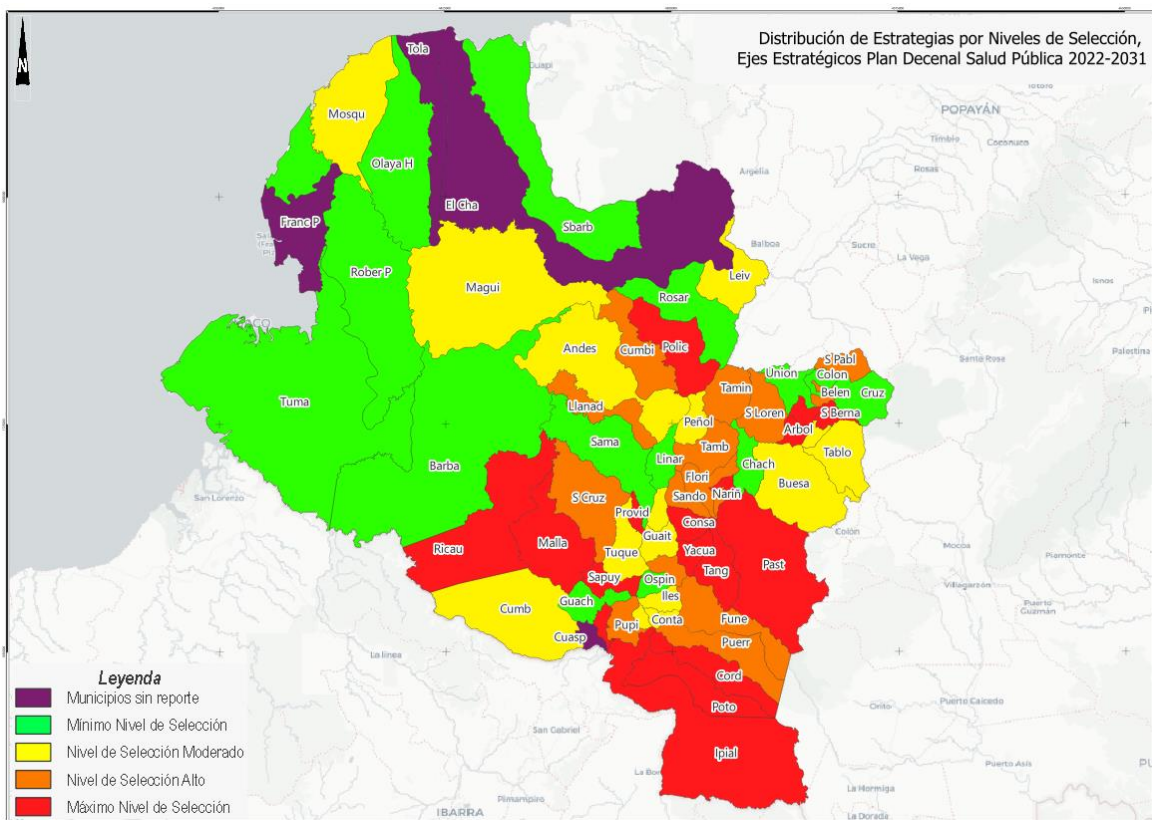 Distribución de Estrategias por Niveles de Selección,
Ejes Estratégicos Plan Decenal Salud Pública 2022-2031
N
Tola
Guapi
POPAYÁN
Mosqu
Timbío
Coconuco
Olaya H
Argelia
Rosas
Franc P
El Cha
Sbarb
Balboa
Sucre
La Vega
Rober P
Leiv
Isnos
Magui
Rosar
Andes
Cumbi
Polic
Santa Rosa
Palestina
S Pabl
Union
Colon
Tuma
Llanad
Peñol
Tamin
S Loren
Belen
Cruz
S Berna
Arbol
Barba
Sama
Linar
Tamb
Chach
Tablo
Flori
Buesa
San Lorenzo
S Cruz
Sando
Nariñ
Provid
Consa
Colón
Ricau
Malla
Tuque
Guait
Yacua
Past
Mocoa
Piamonte
Sapuy
Ospin
Tang
Villagarzón
Guach
Iles
Puerto
Guzmán
Cumb
Cuasp
Pupi
Conta
Fune
Puerr
La línea
Cord
Orito
Puerto Caicedo
Poto
San Gabriel
Ipial
Puerto Asís
Pimampiro
La Hormiga
IBARRA
La Dorada
Leyenda
Municipios sin reporte
Mínimo Nivel de Selección
Nivel de Selección Moderado
Nivel de Selección Alto
Máximo Nivel de Selección